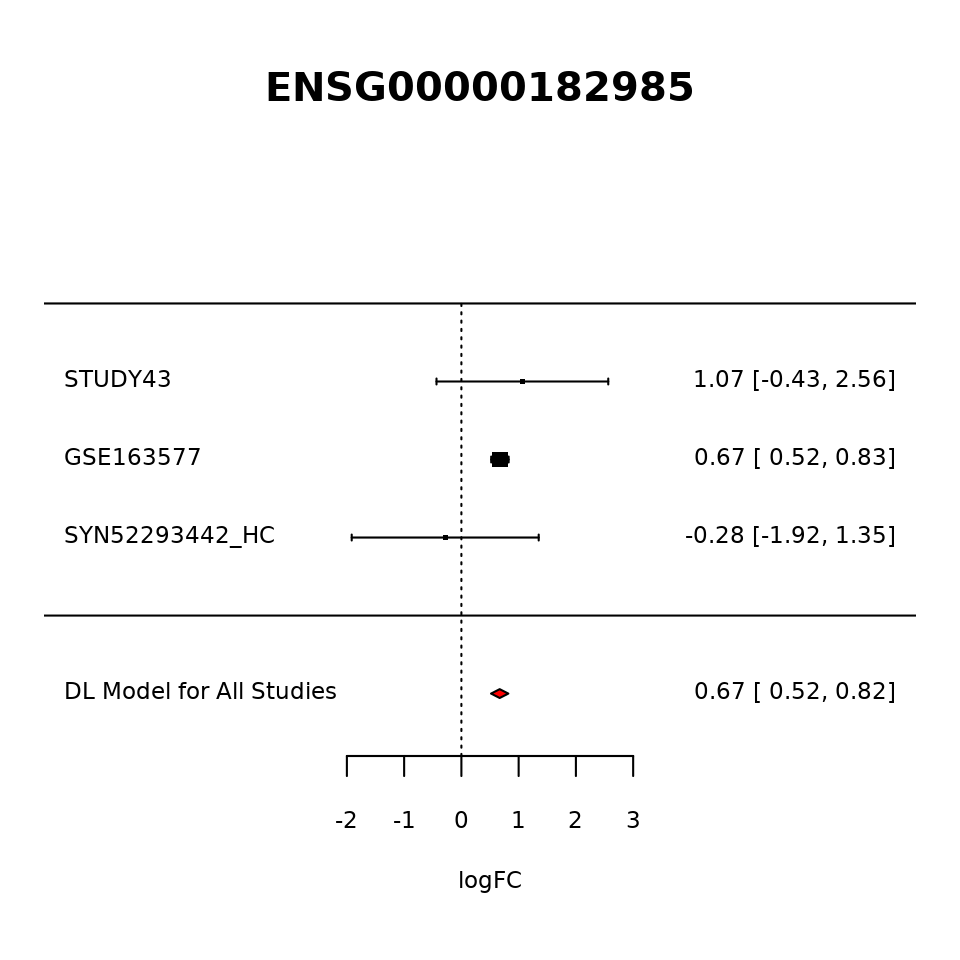 ENSG00000182985
STUDY43 1.07 [-0.43, 2.56]
GSE163577 0.67 [ 0.52, 0.83]
SYN52293442_HC -0.28 [-1.92, 1.35]
DL Model for All Studies 0.67 [ 0.52, 0.82]
-2 -1 0 1 2 3
logFC